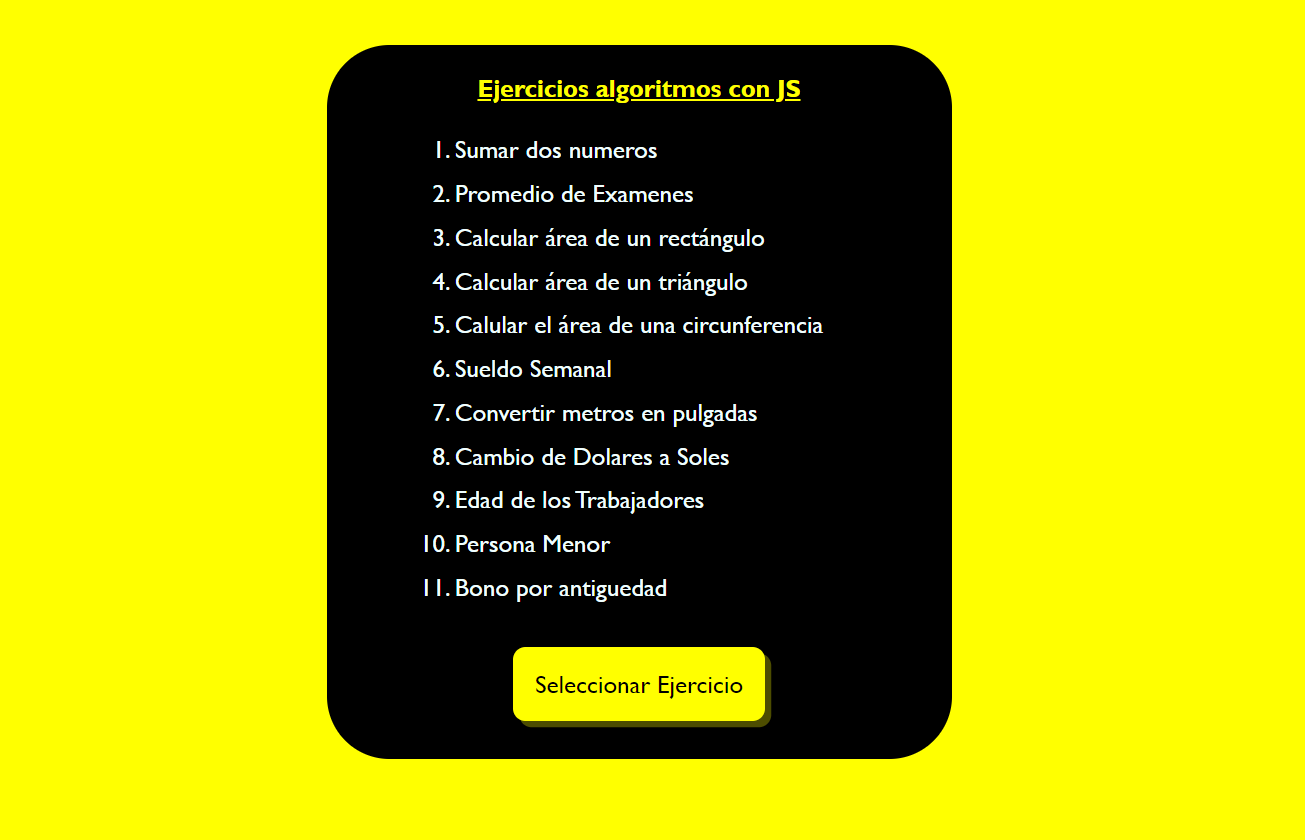 Ejercicios algoritmos con JS
1. Sumar dos numeros
2. Promedio de Examenes
3. Calcular área de un rectángulo
4. Calcular área de un triángulo
5. Calular el área de una circunferencia
6. Sueldo Semanal
7. Convertir metros en pulgadas
8. Cambio de Dolares a Soles
9. Edad de los Trabajadores
10. Persona Menor
11. Bono por antiguedad
Seleccionar Ejercicio